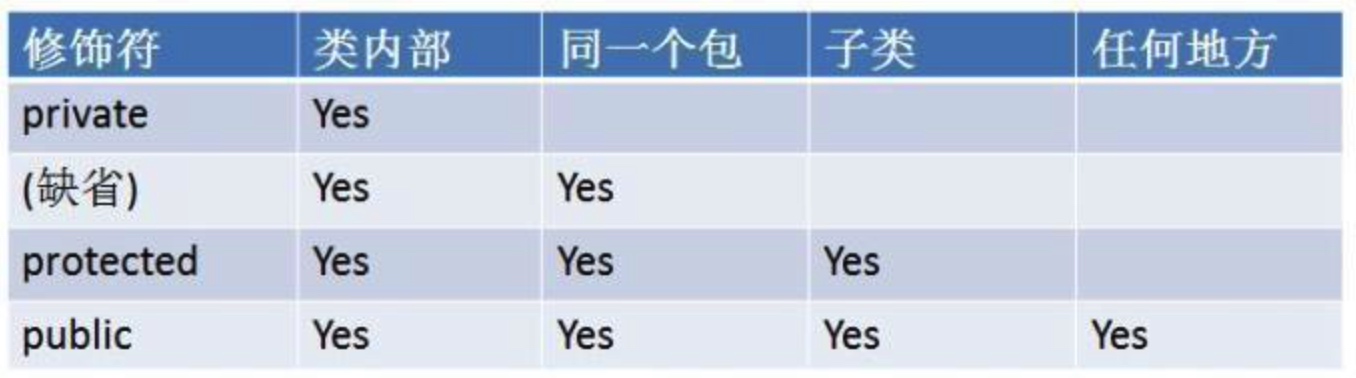 修饰符 类内部 同一个包 子类 任何地方
private Yes
(缺省) Yes Yes
protected Yes Yes Yes
public Yes Yes Yes Yes